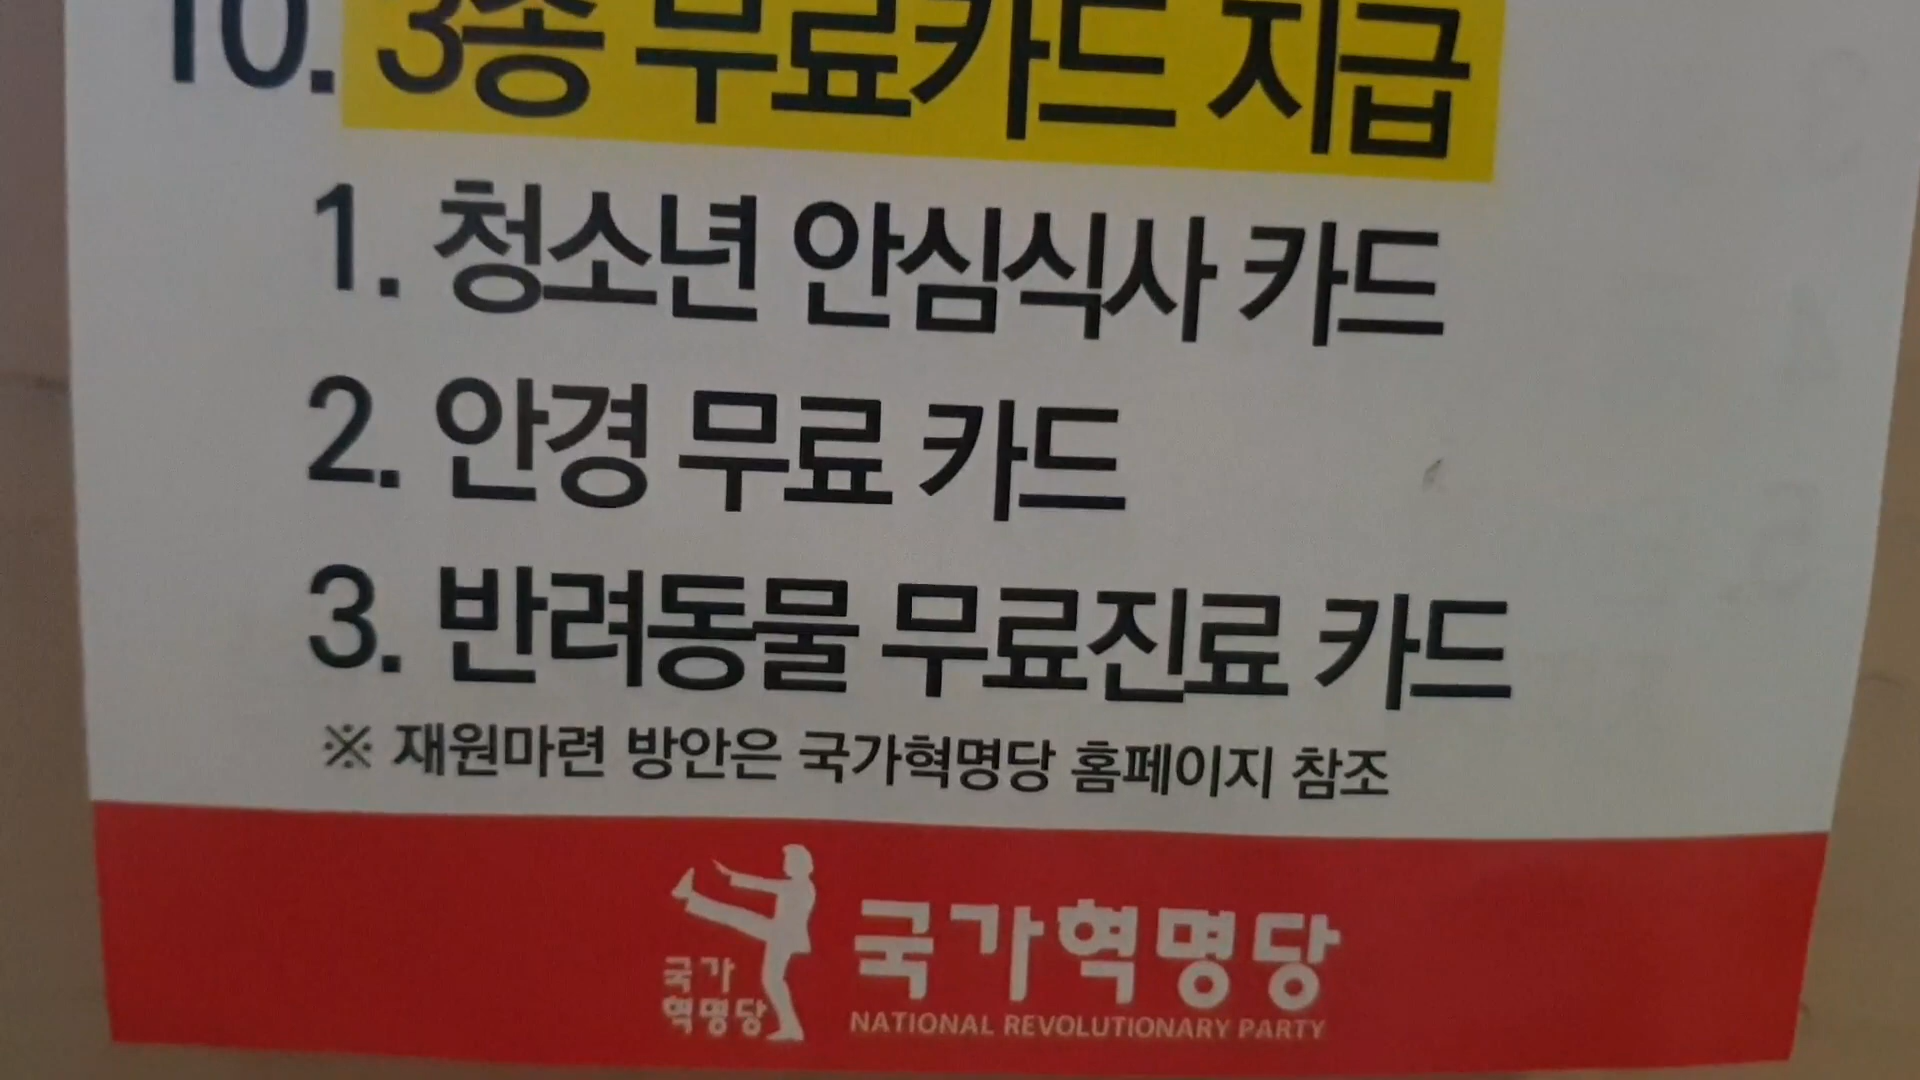 10. 3종 무료카드 지급
1. 청소년 안심식사 카드
2. 안경 무료 카드
3. 반려동물 무료진료 카드
※ 재원마련 방안은 국가혁명당 홈페이지 참조
국가
혁명당
국가혁명당
NATIONAL REVOLUTIONARY PARTY